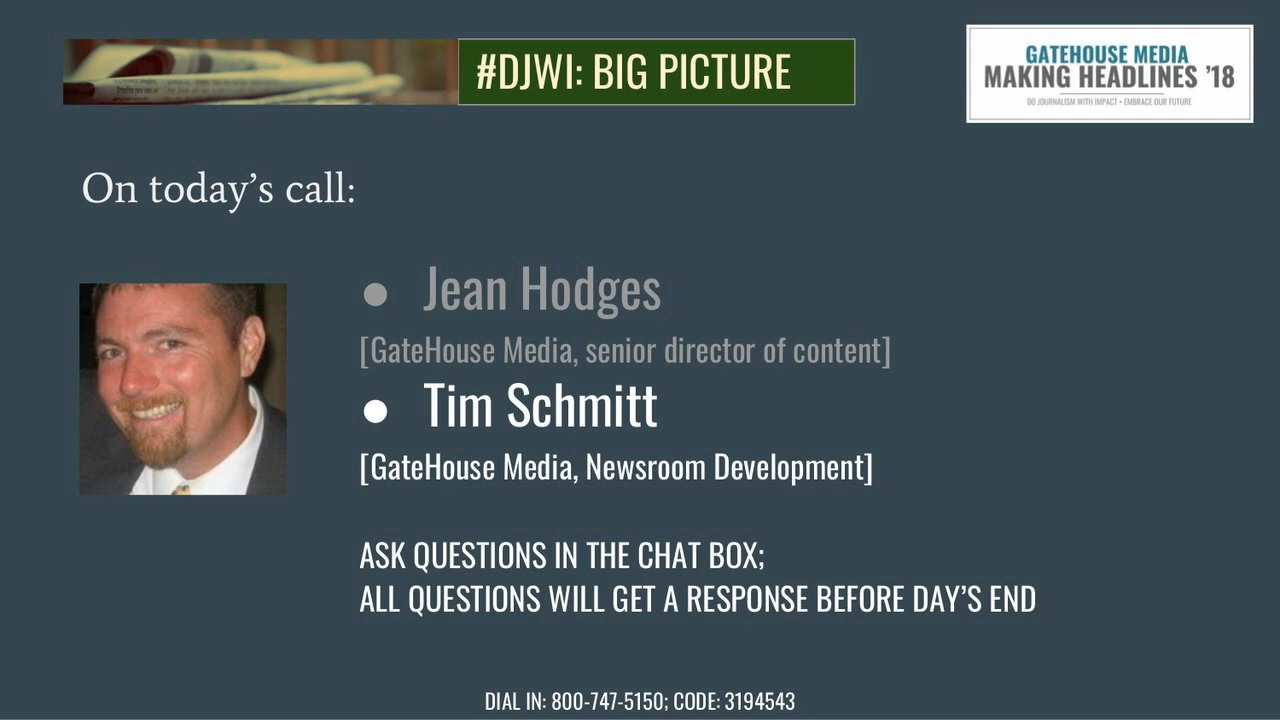 #DJWI: BIG PICTURE
GATEHOUSE MEDIA
MAKING HEADLINES ’18
DO JOURNALISM WITH IMPACT • EMBRACE OUR FUTURE
On today’s call:
● Jean Hodges
[GateHouse Media, senior director of content]
● Tim Schmitt
[GateHouse Media, Newsroom Development]
ASK QUESTIONS IN THE CHAT BOX;
ALL QUESTIONS WILL GET A RESPONSE BEFORE DAY’S END
DIAL IN: 800-747-5150; CODE: 3194543